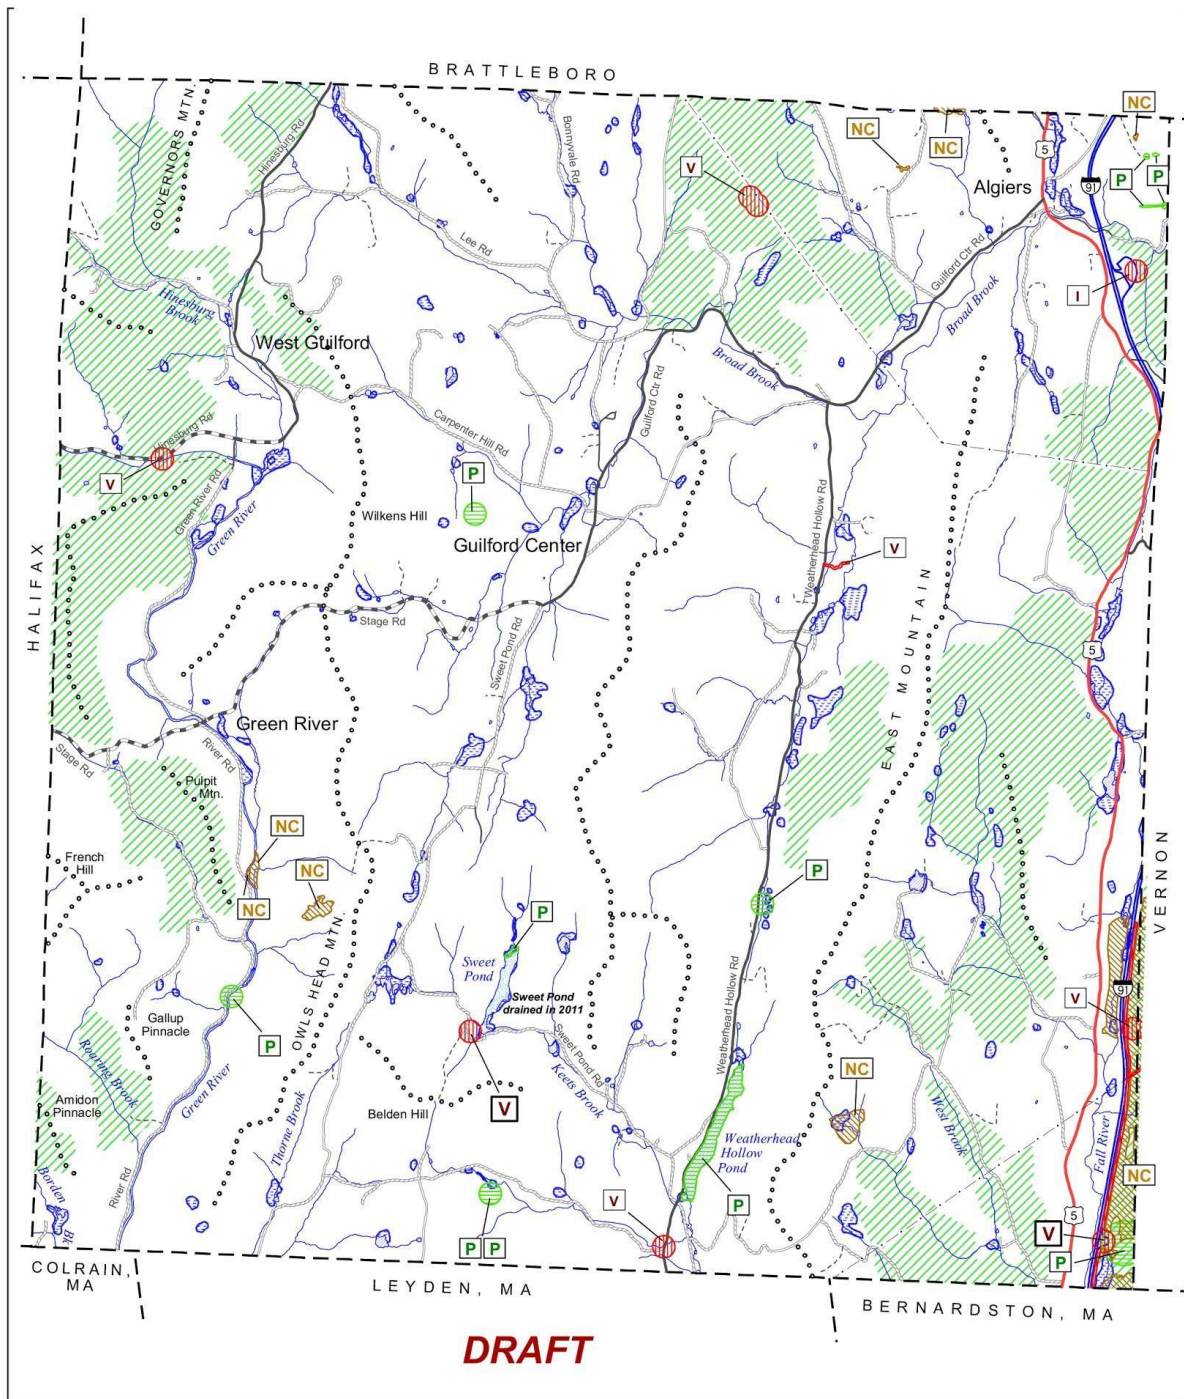 BRATTLEBORO
NC
NC
NC
GOVERNORS MTN.
Hinesburg Rd
Bonnyvale Rd
V
5
91
P
P
Algiers
Lee Rd
Guilford Ctr Rd
Broad Brook
I
Hinesburg
Brook
West Guilford
Broad Brook
Guilford Ctr Rd
Carpenter Hill Rd
Hinesburg Rd
V
P
Green River Rd
Green River
Wilkens Hill
Guilford Center
Weatherhead Hollow Rd
V
HALIFAX
Stage Rd
Sweet Pond Rd
EAST MOUNTAIN
5
Green River
River Rd
Stage Rd
Pulpit
Mtn.
NC
French
Hill
NC
NC
P
P
VERNON
OWLS HEAD MTN.
Sweet
Pond
Sweet Pond
drained in 2011
Weatherhead Hollow Rd
91
V
Gallup
Pinnacle
P
Sweet Pond Rd
Keets Brook
Roaring Brook
Green River
NC
Amidon
Pinnacle
Belden Hill
V
Thorne Brook
West Brook
Fall River
Weatherhead
Hollow
Pond
NC
River Rd
Borden
Bk
V
P
5
V
P
P
P
COLRAIN,
MA
LEYDEN, MA
BERNARDSTON, MA
DRAFT